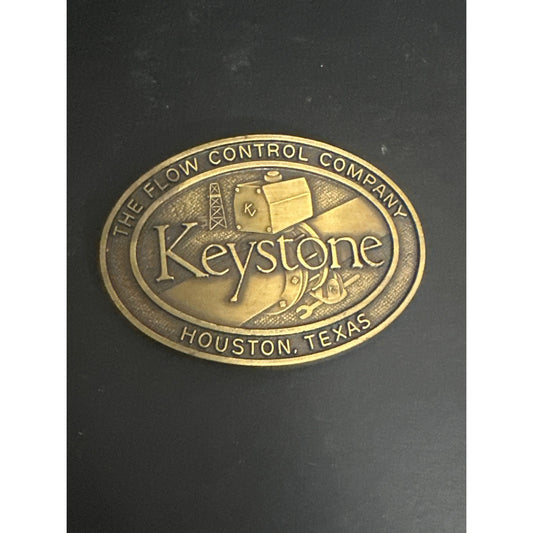 THE FLOW CONTROL COMPANY
K
Keystone
HOUSTON, TEXAS